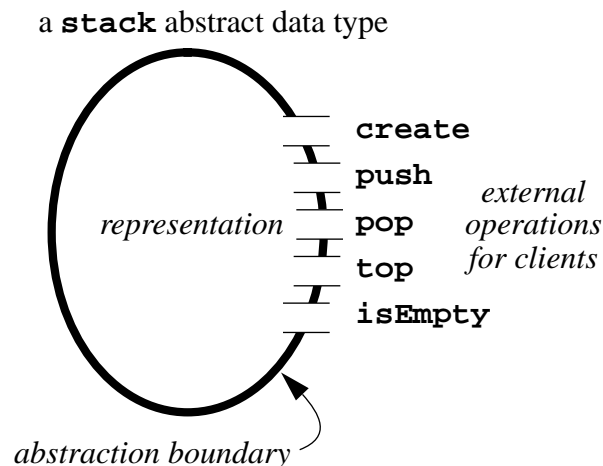 a stack abstract data type
create
push
external
representation
pop
operations
top
for clients
isEmpty
abstraction boundary